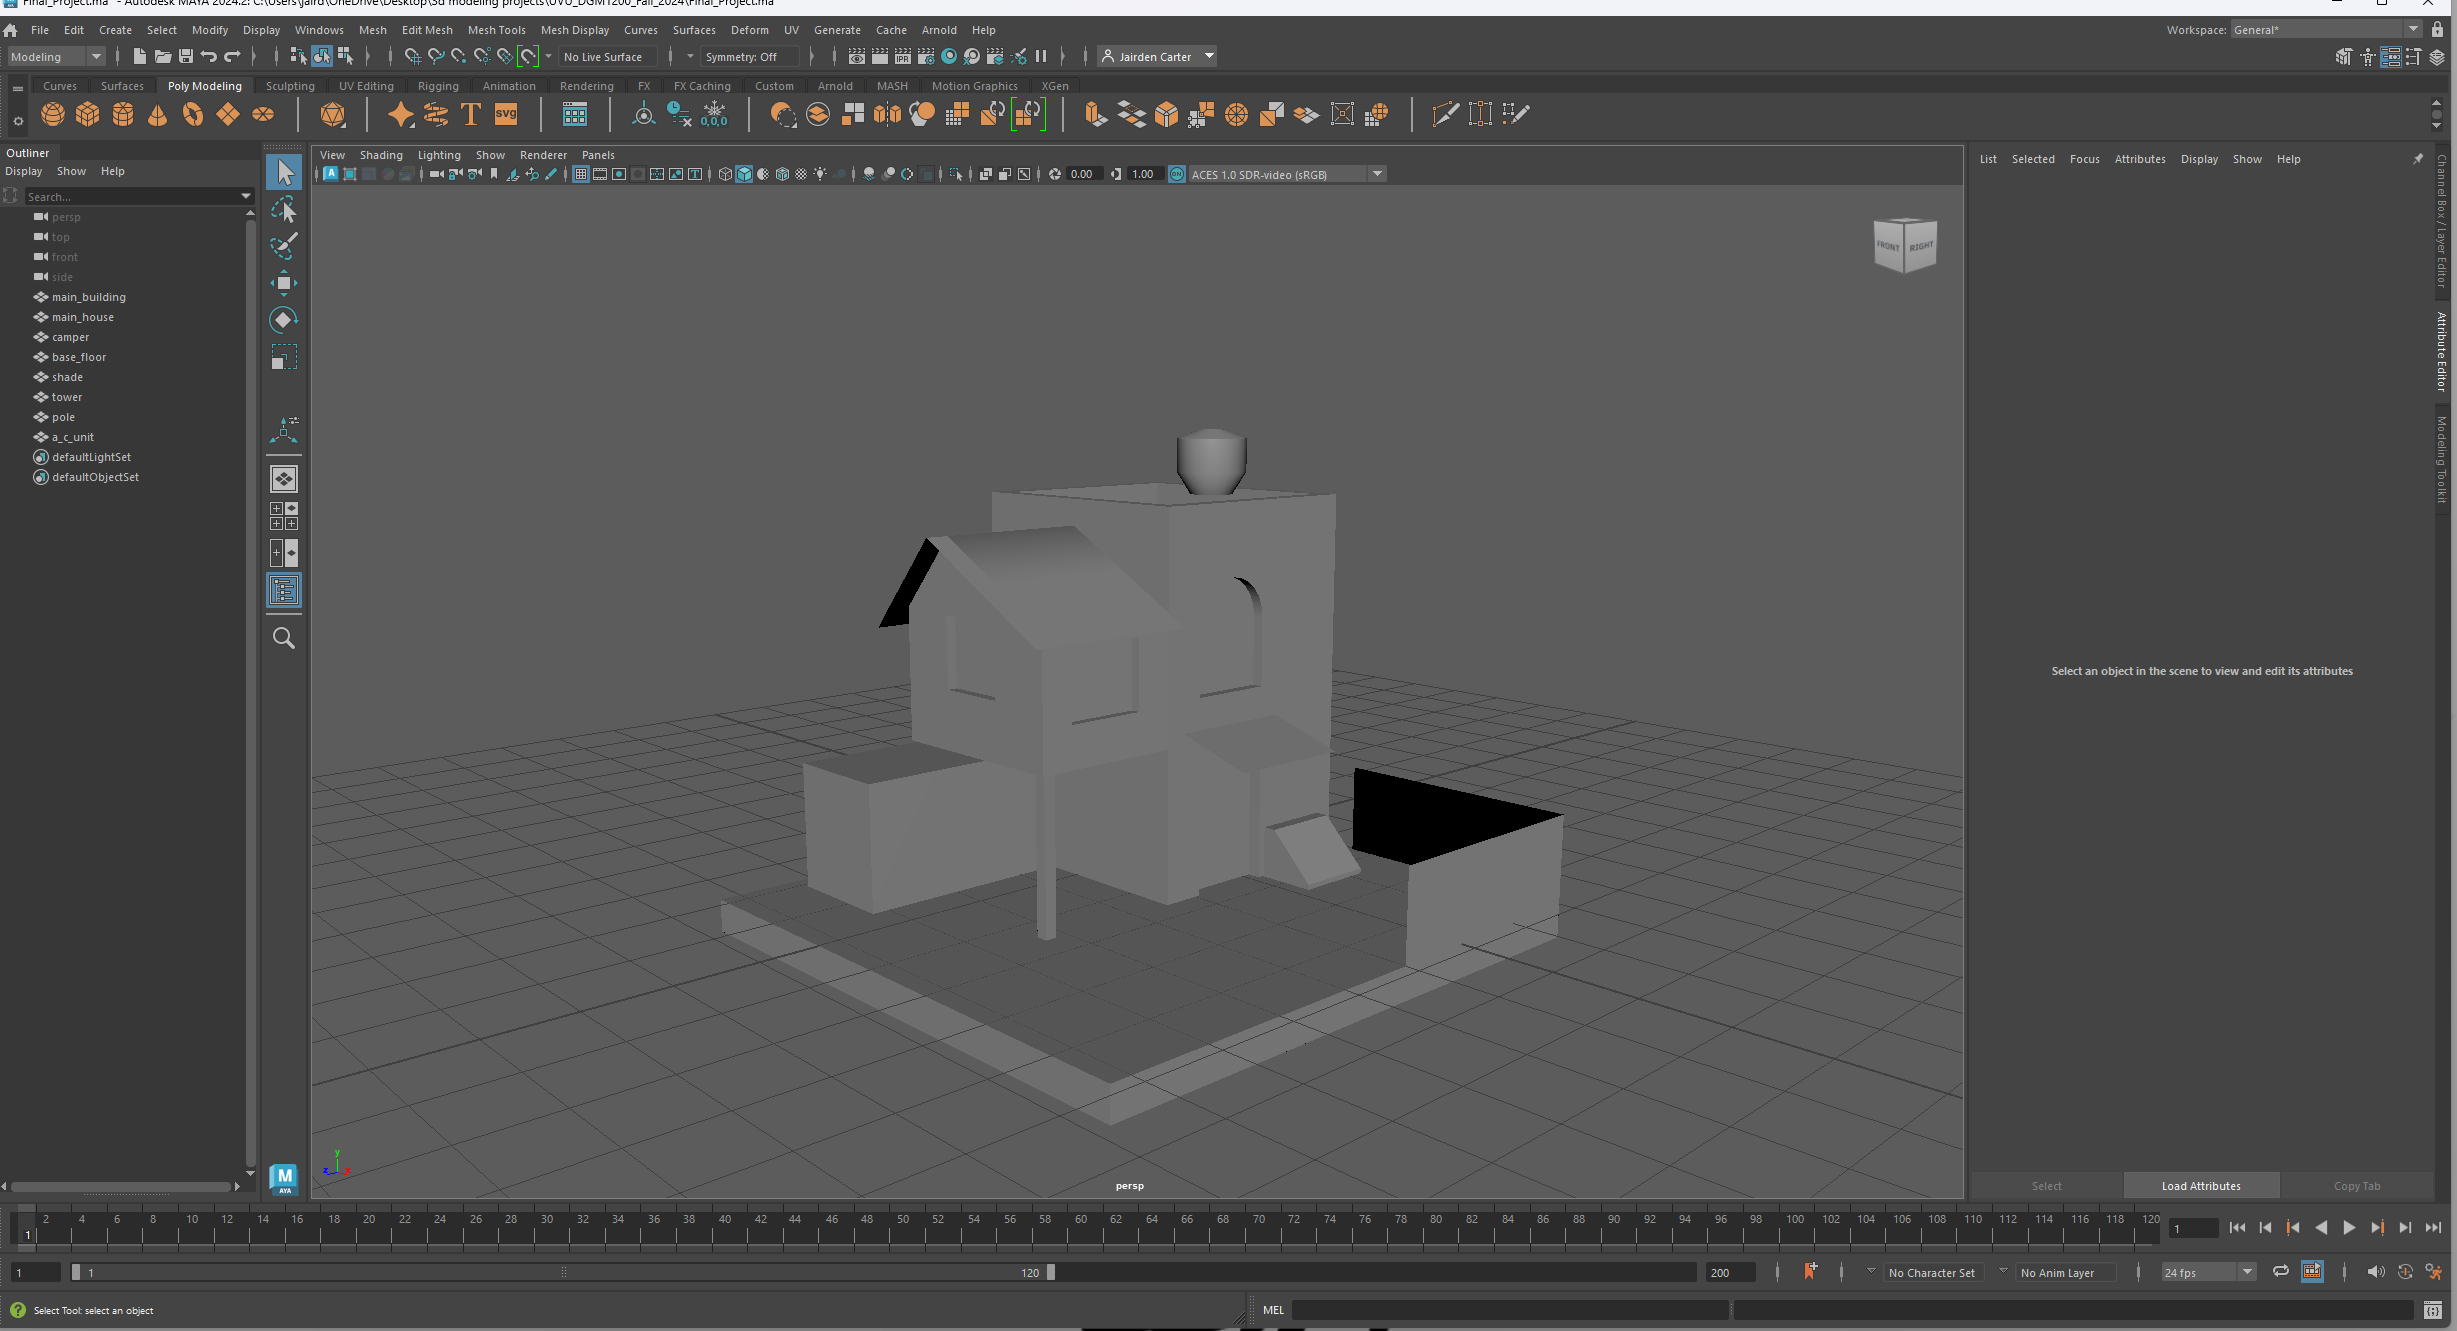 Final_Project.ma* - Autodesk MAYA 2024.2: C:\Users\jaird\OneDrive\Desktop\3d modeling projects\UVU_DGM1200_Fall_2024\Final_Project.ma
File Edit Create Select Modify Display Windows Mesh Edit Mesh Mesh Tools Mesh Display Curves Surfaces Deform UV Generate Cache Arnold Help
Workspace: General*
Modeling No Live Surface Symmetry: Off IPR Jairden Carter
Curves Surfaces Poly Modeling Sculpting UV Editing Rigging Animation Rendering FX FX Caching Custom Arnold MASH Motion Graphics XGen
T SVG 0,0,0
Outliner
Display Show Help
Search...
persp
top
front
side
main_building
main_house
camper
base_floor
shade
tower
pole
a_c_unit
defaultLightSet
defaultObjectSet
View Shading Lighting Show Renderer Panels
0.00 1.00 ON ACES 1.0 SDR-video (sRGB)
FRONT RIGHT
y
z x
persp
List Selected Focus Attributes Display Show Help
Select an object in the scene to view and edit its attributes
Select Load Attributes Copy Tab
Channel Box / Layer Editor
Attribute Editor
Modeling Toolkit
M
AYA
2 4 6 8 10 12 14 16 18 20 22 24 26 28 30 32 34 36 38 40 42 44 46 48 50 52 54 56 58 60 62 64 66 68 70 72 74 76 78 80 82 84 86 88 90 92 94 96 98 100 102 104 106 108 110 112 114 116 118 120
1 1
1 1 120 200 No Character Set No Anim Layer 24 fps
Select Tool: select an object
MEL